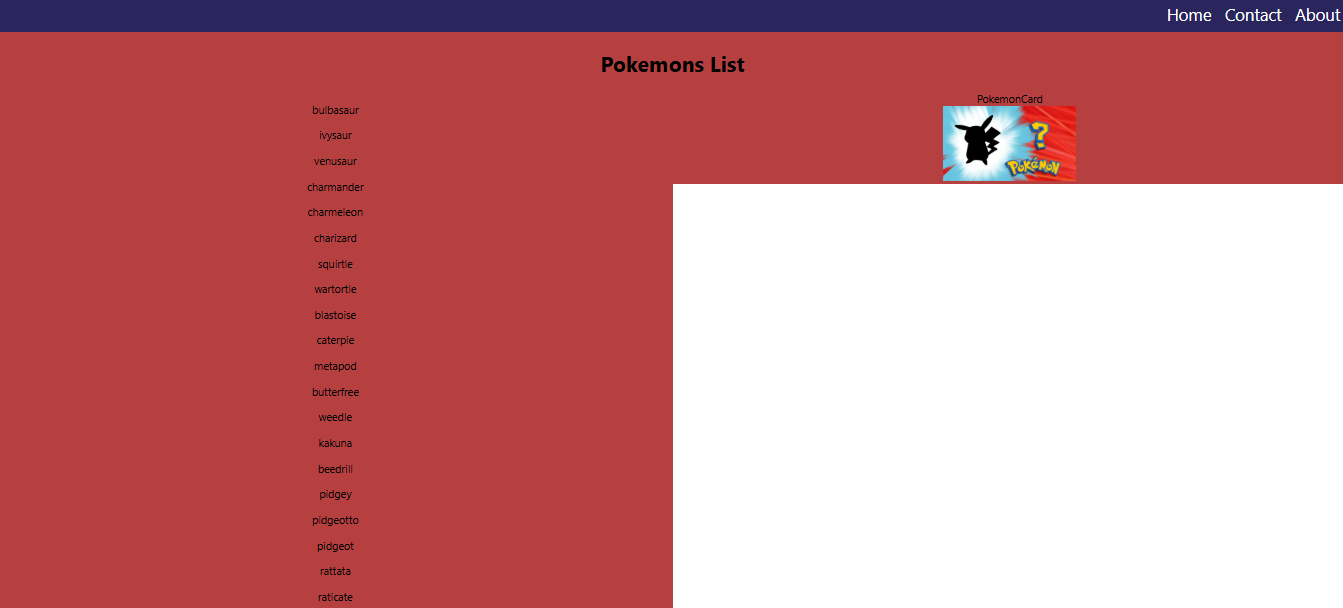 Home Contact About
Pokemons List
bulbasaur
ivysaur
venusaur
charmander
charmeleon
charizard
squirtle
wartortle
blastoise
caterpie
metapod
butterfree
weedle
kakuna
beedrill
pidgey
pidgeotto
pidgeot
rattata
raticate
PokemonCard
?
POKéMON